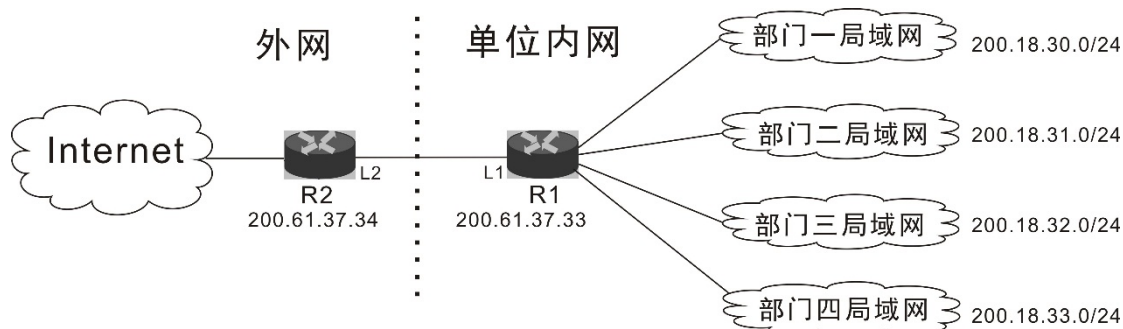 外网
单位内网
Internet
R2
200.61.37.34
L2
L1
R1
200.61.37.33
部门一局域网
200.18.30.0/24
部门二局域网
200.18.31.0/24
部门三局域网
200.18.32.0/24
部门四局域网
200.18.33.0/24